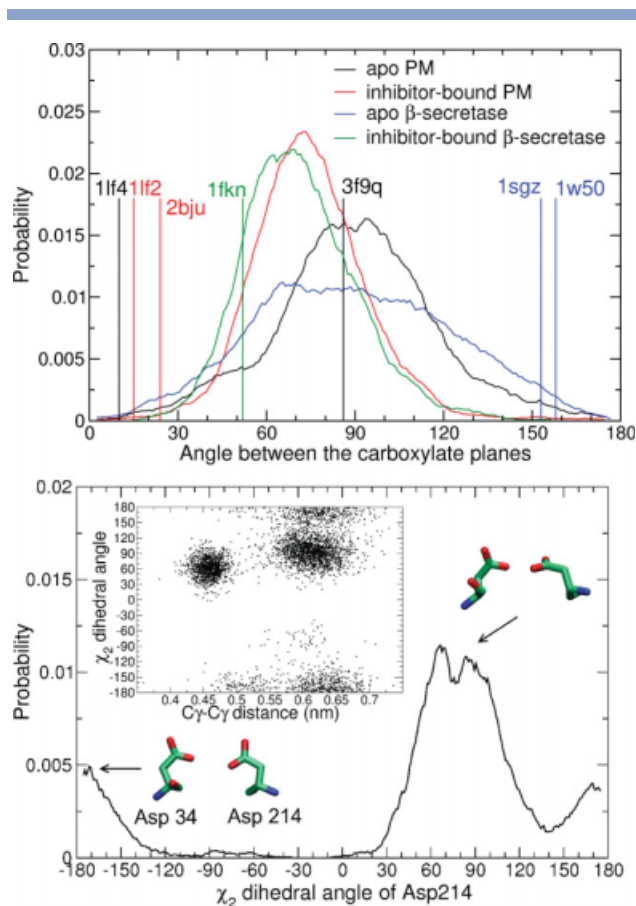 0.03
0.025
0.02
0.015
0.01
0.005
0
Probability
apo PM
inhibitor-bound PM
apo β-secretase
inhibitor-bound β-secretase
1lf4
1lf2
2bju
1fkn
3f9q
1sgz
1w50
0 30 60 90 120 150 180
Angle between the carboxylate planes
0.02
0.015
0.01
0.005
0
Probability
180
150
120
90
60
30
0
-30
-60
-90
-120
-150
-180
χ2 dihedral angle
0.4 0.45 0.5 0.55 0.6 0.65 0.7
Cγ-Cγ distance (nm)
Asp 34 Asp 214
-180 -150 -120 -90 -60 -30 0 30 60 90 120 150 180
χ2 dihedral angle of Asp214